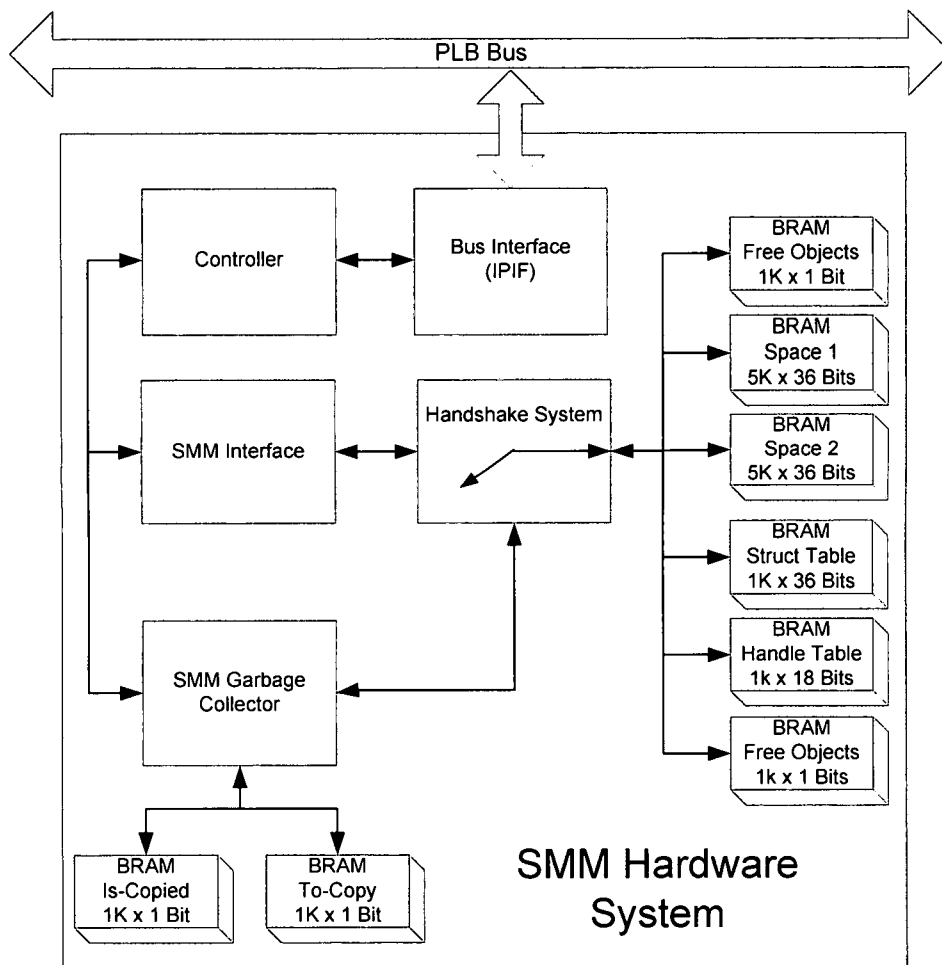 PLB Bus
Controller
Bus Interface
(IPIF)
BRAM
Free Objects
1K x 1 Bit
BRAM
Space 1
5K x 36 Bits
SMM Interface
Handshake System
BRAM
Space 2
5K x 36 Bits
BRAM
Struct Table
1K x 36 Bits
SMM Garbage
Collector
BRAM
Handle Table
1k x 18 Bits
BRAM
Free Objects
1k x 1 Bits
BRAM
Is-Copied
1K x 1 Bit
BRAM
To-Copy
1K x 1 Bit
SMM Hardware
System